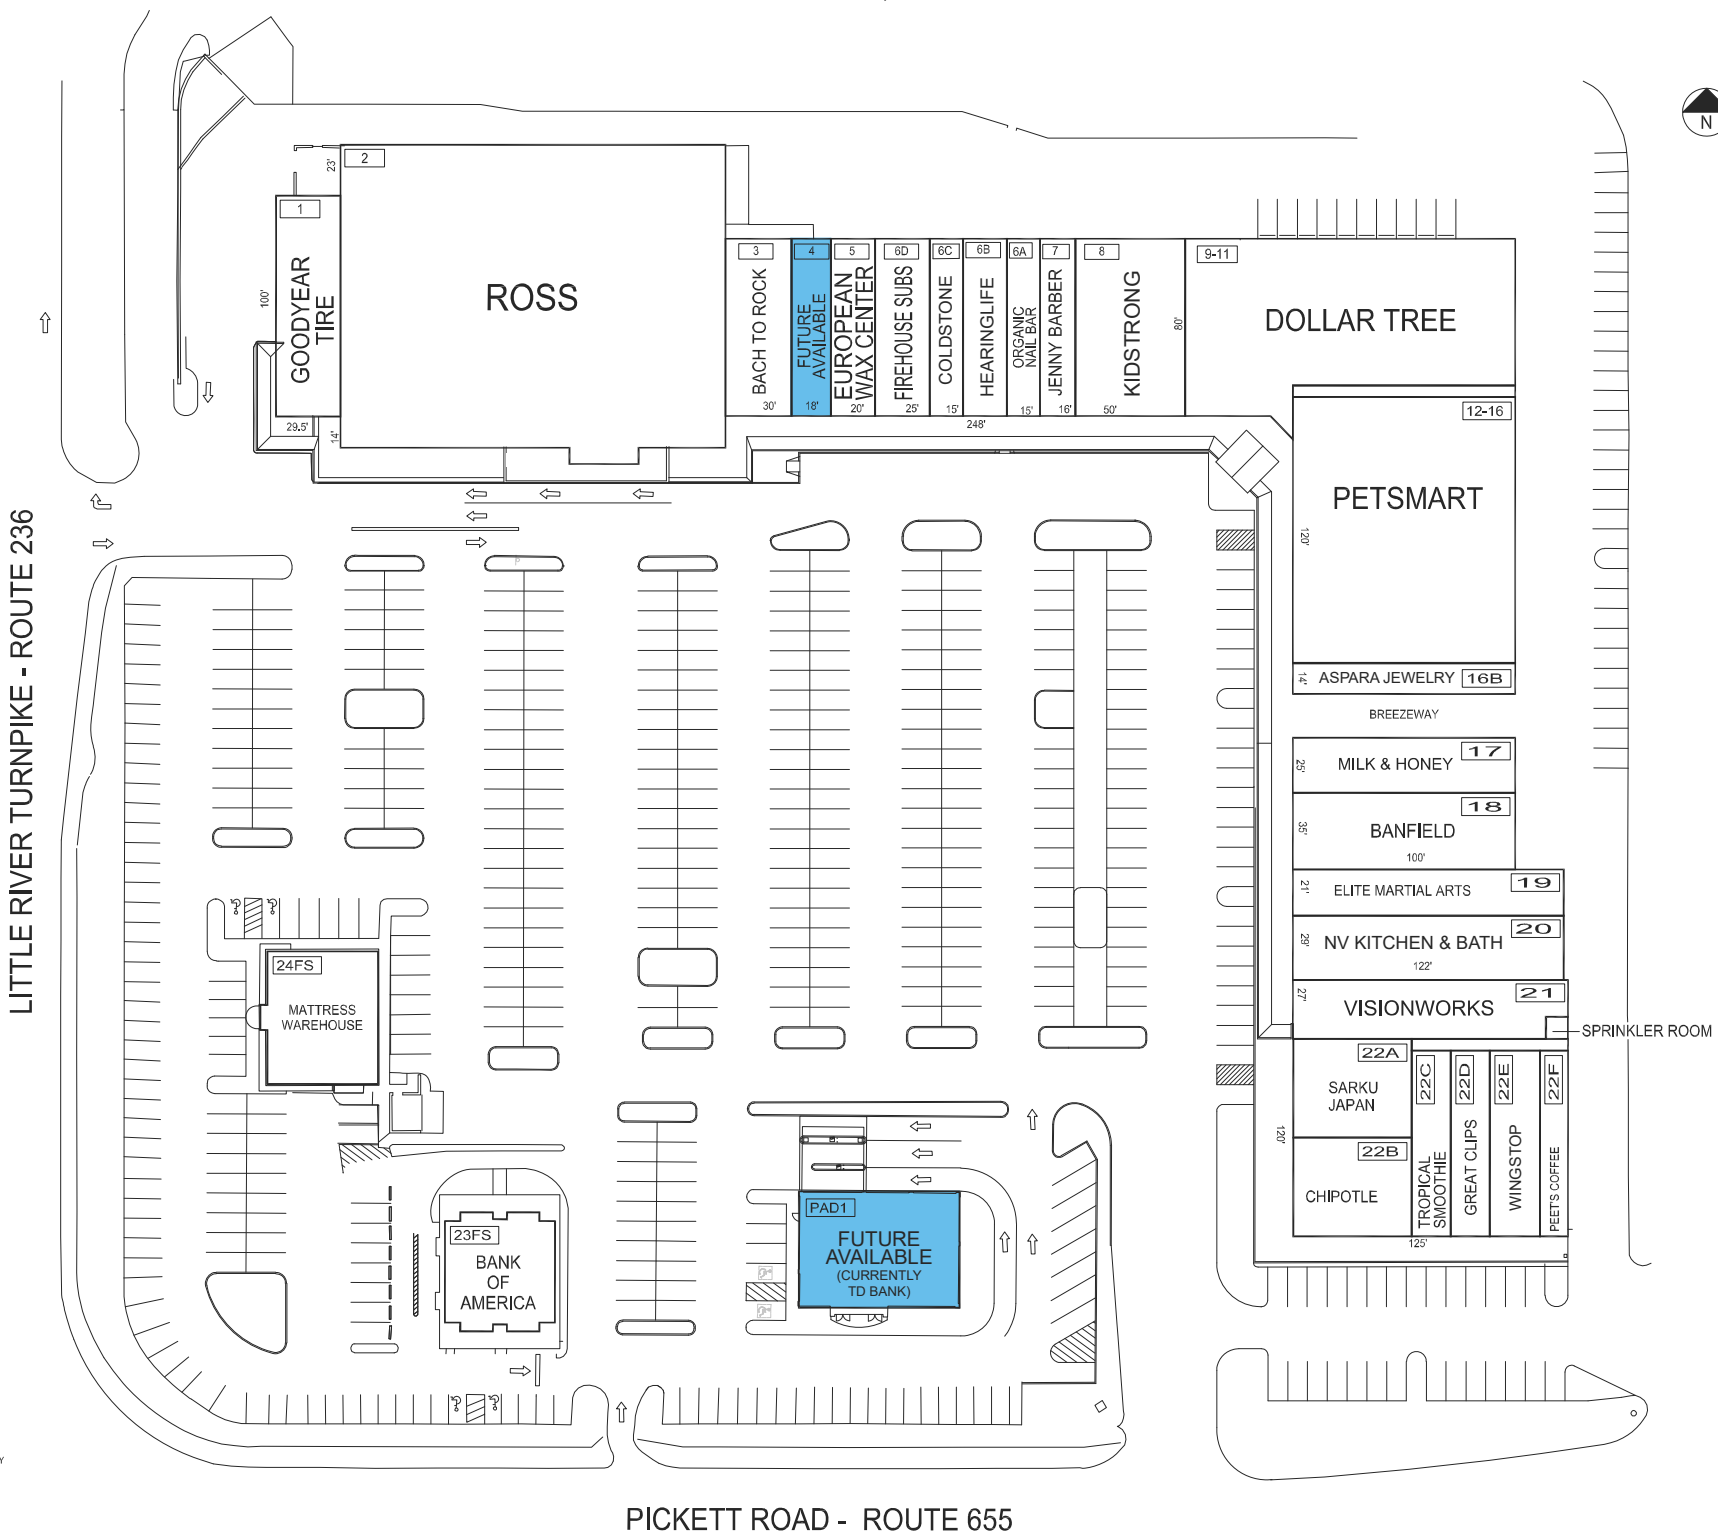 N
2
23'
1
GOODYEAR
TIRE
100'
29.5'
14'
ROSS
3
BACH TO ROCK
30'
4
FUTURE
AVAILABLE
18'
5
EUROPEAN
WAX CENTER
20'
6D
FIREHOUSE SUBS
25'
6C
COLDSTONE
15'
6B
HEARINGLIFE
6A
ORGANIC
NAIL BAR
15'
7
JENNY BARBER
16'
8
KIDSTRONG
50'
80'
248'
9-11
DOLLAR TREE
12-16
PETSMART
120'
ASPARA JEWELRY
16B
14'
BREEZEWAY
17
MILK & HONEY
25'
18
BANFIELD
35'
100'
19
ELITE MARTIAL ARTS
21'
20
NV KITCHEN & BATH
29'
122'
21
VISIONWORKS
27'
SPRINKLER ROOM
22A
SARKU
JAPAN
22B
CHIPOTLE
120'
22C
TROPICAL
SMOOTHIE
22D
GREAT CLIPS
22E
WINGSTOP
22F
PEET'S COFFEE
125'
LITTLE RIVER TURNPIKE - ROUTE 236
24FS
MATTRESS
WAREHOUSE
23FS
BANK
OF
AMERICA
PAD1
FUTURE
AVAILABLE
(CURRENTLY
TD BANK)
Y
PICKETT ROAD - ROUTE 655